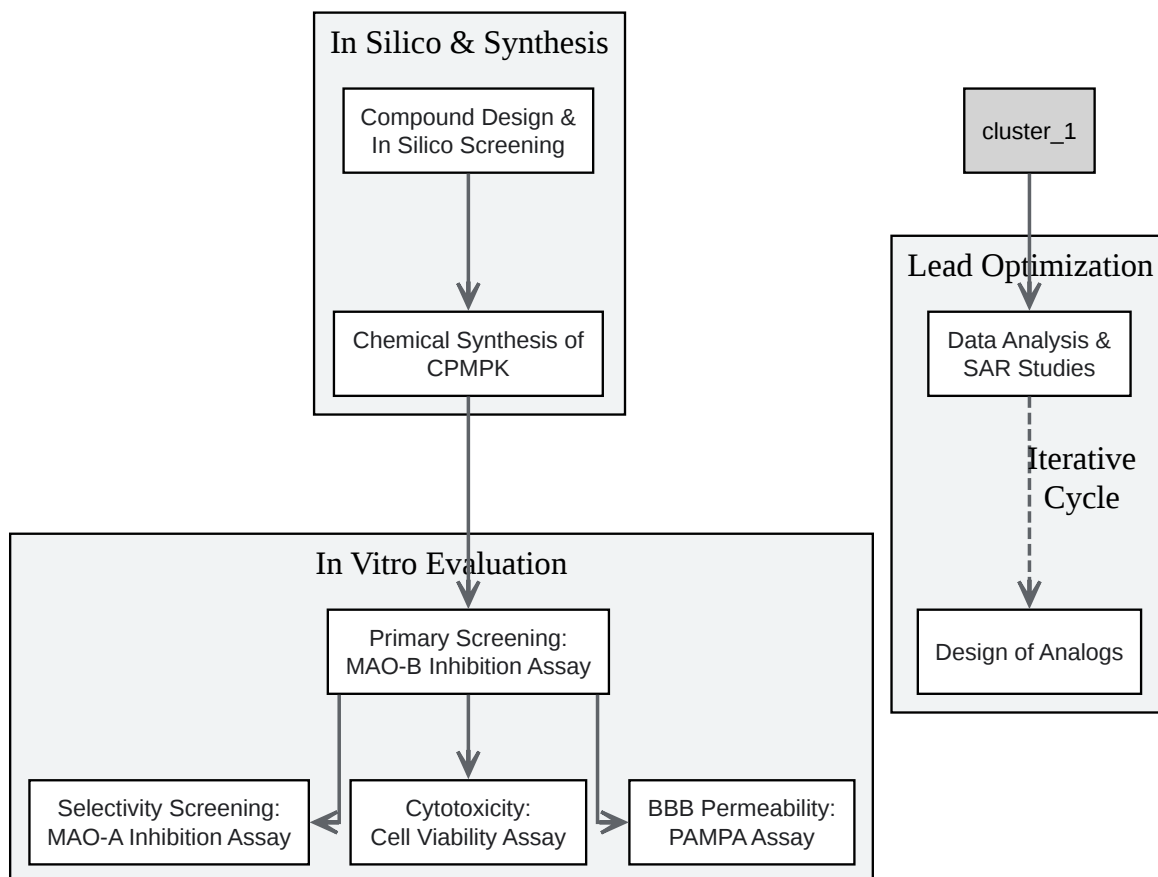 In Silico & Synthesis
Compound Design &
In Silico Screening
Chemical Synthesis of
CPMPK
In Vitro Evaluation
Primary Screening:
MAO-B Inhibition Assay
Selectivity Screening:
MAO-A Inhibition Assay
Cytotoxicity:
Cell Viability Assay
BBB Permeability:
PAMPA Assay
cluster_1
Lead Optimization
Data Analysis &
SAR Studies
Iterative
Cycle
Design of Analogs